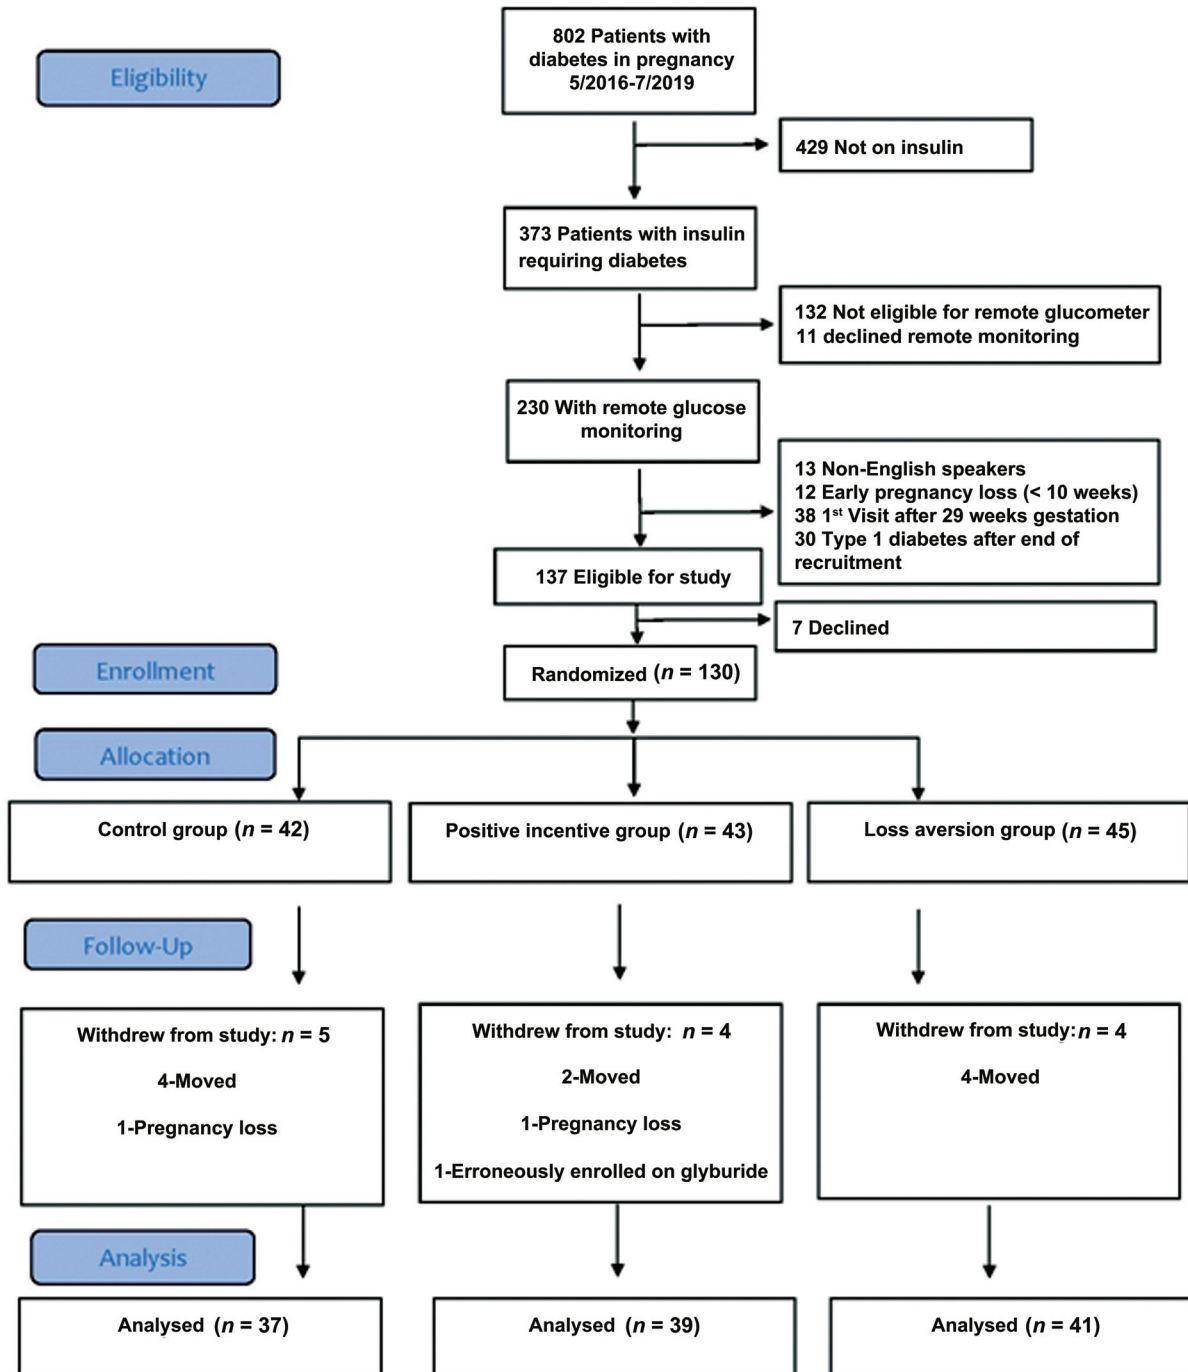 802 Patients with
diabetes in pregnancy
5/2016-7/2019
Eligibility
429 Not on insulin
373 Patients with insulin
requiring diabetes
132 Not eligible for remote glucometer
11 declined remote monitoring
230 With remote glucose
monitoring
13 Non-English speakers
12 Early pregnancy loss (< 10 weeks)
38 1st Visit after 29 weeks gestation
30 Type 1 diabetes after end of
recruitment
137 Eligible for study
7 Declined
Enrollment
Randomized (n = 130)
Allocation
Control group (n = 42)
Positive incentive group (n = 43)
Loss aversion group (n = 45)
Follow-Up
Withdrew from study: n = 5
4-Moved
1-Pregnancy loss
Withdrew from study: n = 4
2-Moved
1-Pregnancy loss
1-Erroneously enrolled on glyburide
Withdrew from study: n = 4
4-Moved
Analysis
Analysed (n = 37)
Analysed (n = 39)
Analysed (n = 41)